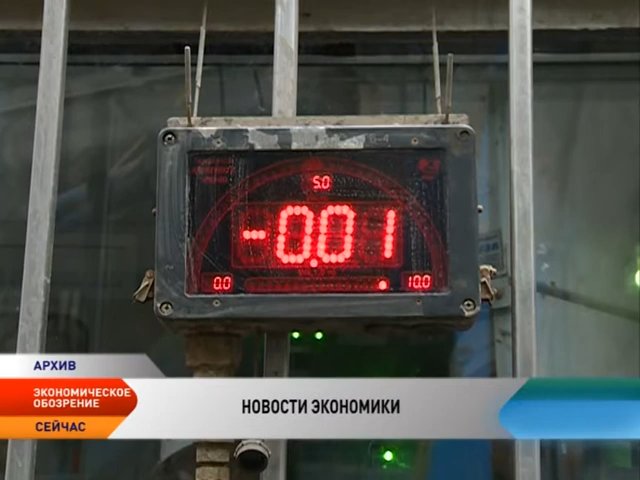 5.0
-0.01
0.0
10.0
АРХИВ
ЭКОНОМИЧЕСКОЕ
ОБОЗРЕНИЕ
СЕЙЧАС
НОВОСТИ ЭКОНОМИКИ